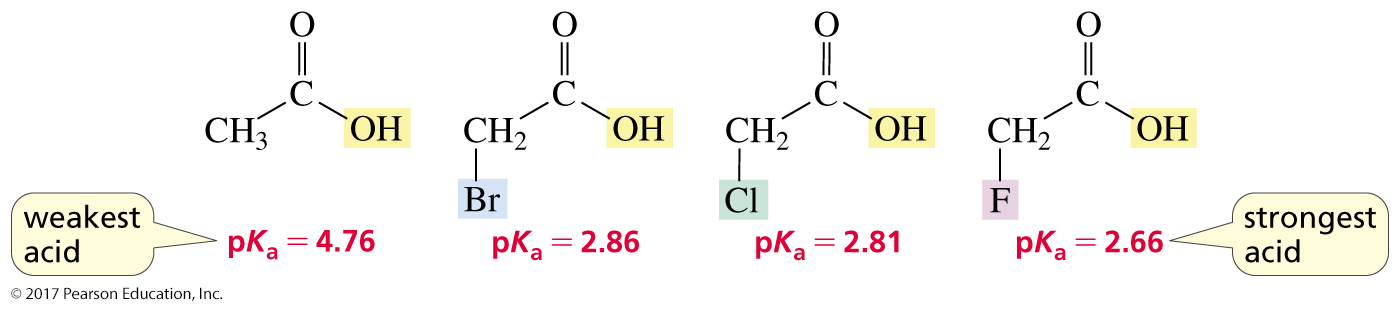 O O O O
C C C C
CH₃ OH CH₂ OH CH₂ OH CH₂ OH
Br Cl F
weakest
acid
pKₐ = 4.76 pKₐ = 2.86 pKₐ = 2.81 pKₐ = 2.66
strongest
acid
© 2017 Pearson Education, Inc.